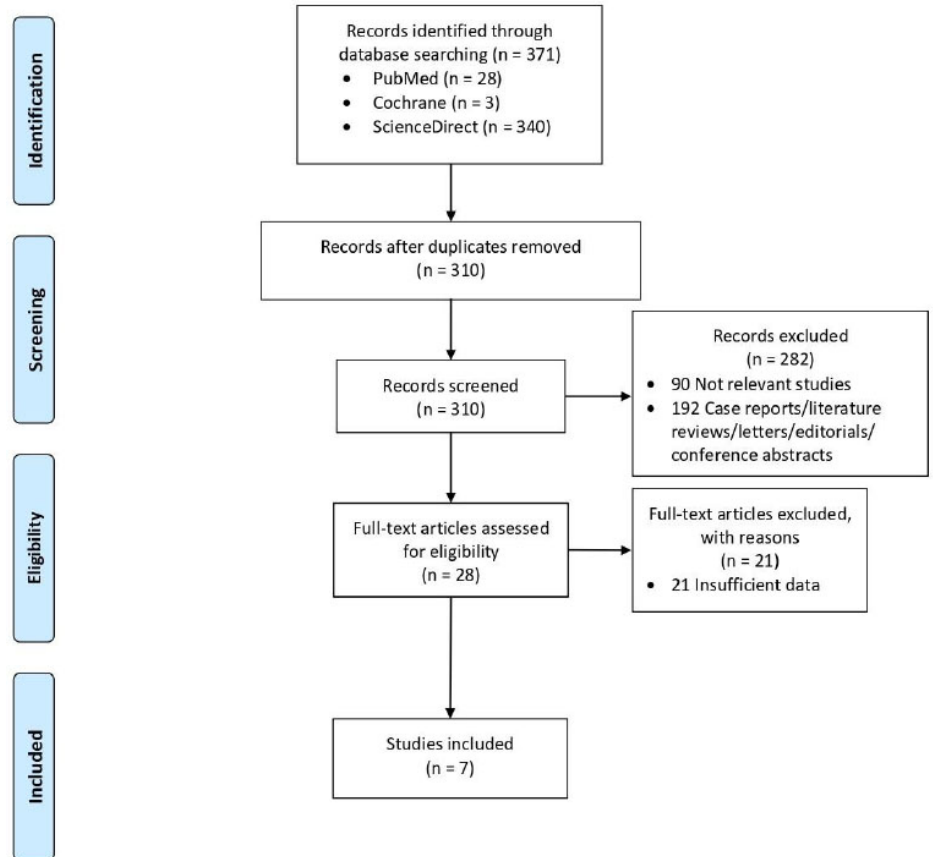 Identification
Records identified through
database searching (n = 371)
• PubMed (n = 28)
• Cochrane (n = 3)
• ScienceDirect (n = 340)
Records after duplicates removed
(n = 310)
Screening
Records screened
(n = 310)
Records excluded
(n = 282)
• 90 Not relevant studies
• 192 Case reports/literature
reviews/letters/editorials/
conference abstracts
Eligibility
Full-text articles assessed
for eligibility
(n = 28)
Full-text articles excluded,
with reasons
(n = 21)
• 21 Insufficient data
Included
Studies included
(n = 7)